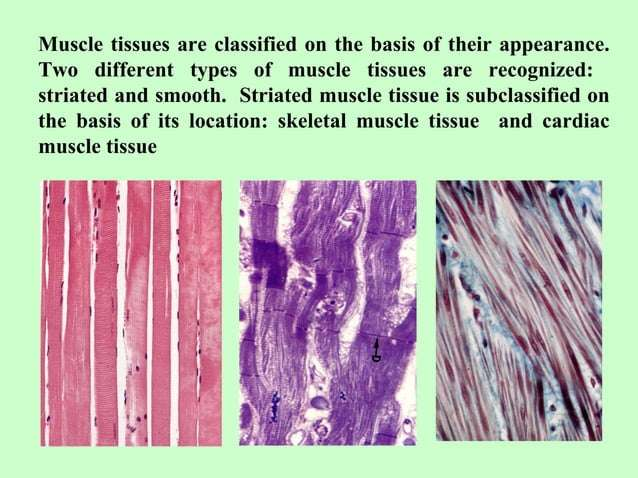 Muscle tissues are classified on the basis of their appearance.
Two different types of muscle tissues are recognized:
striated and smooth. Striated muscle tissue is subclassified on
the basis of its location: skeletal muscle tissue and cardiac
muscle tissue